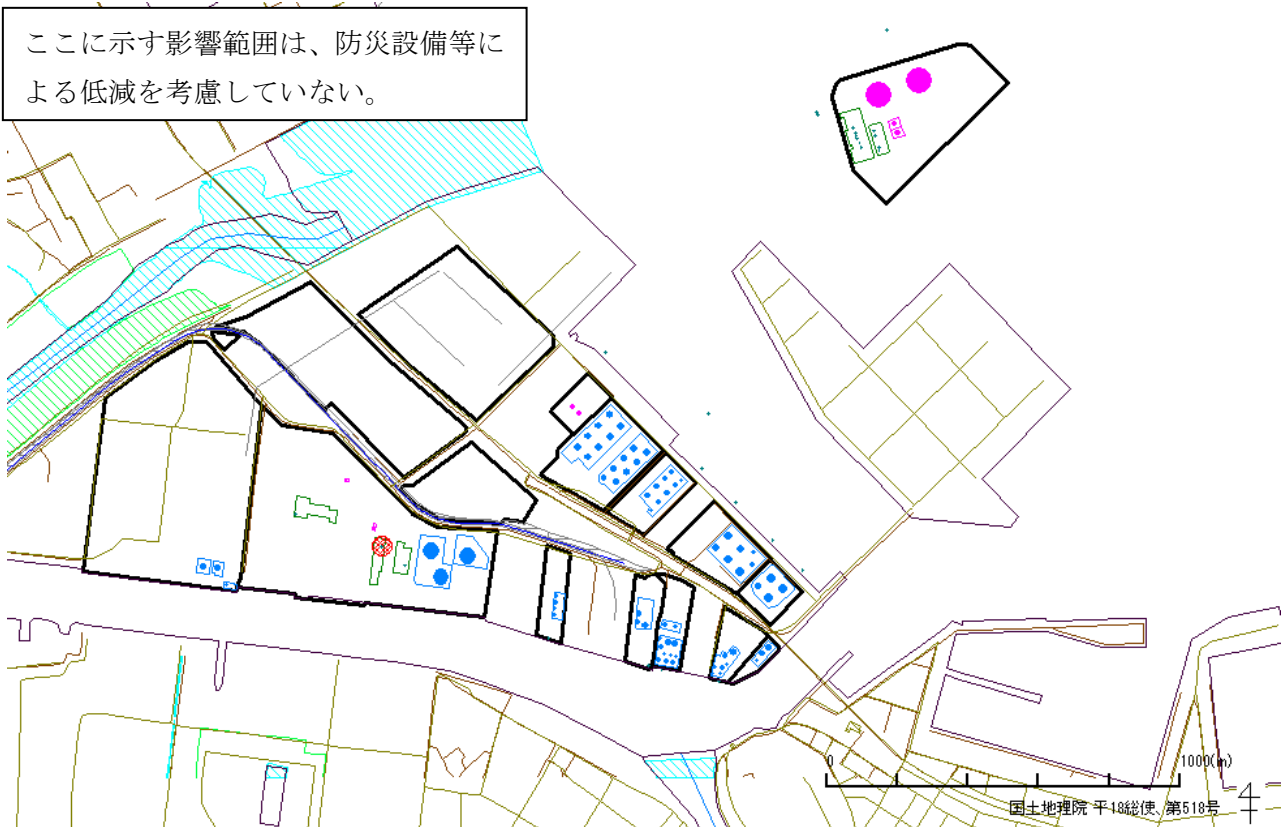 ここに示す影響範囲は、防災設備等に
よる低減を考慮していない。
0 1000(m)
国土地理院 平18総使、第518号